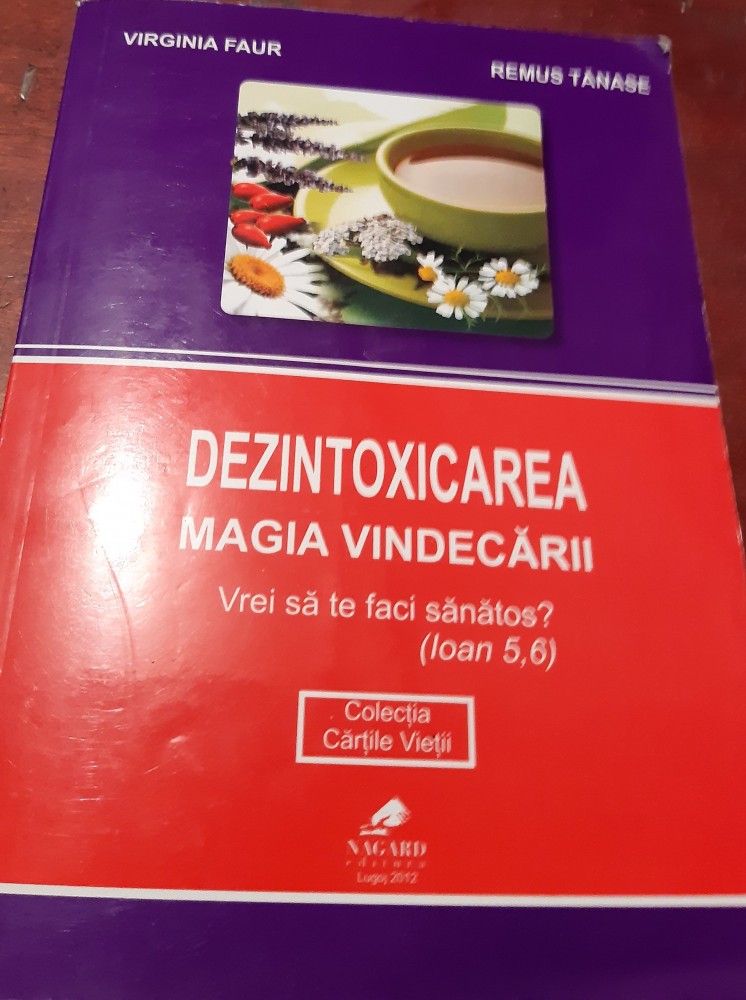 VIRGINIA FAUR
REMUS TĂNASE
DEZINTOXICAREA
MAGIA VINDECĂRII
Vrei să te faci sănătos?
(Ioan 5,6)
Colecția
Cărțile Vieții
NAGARD
editura
Lugoj 2012